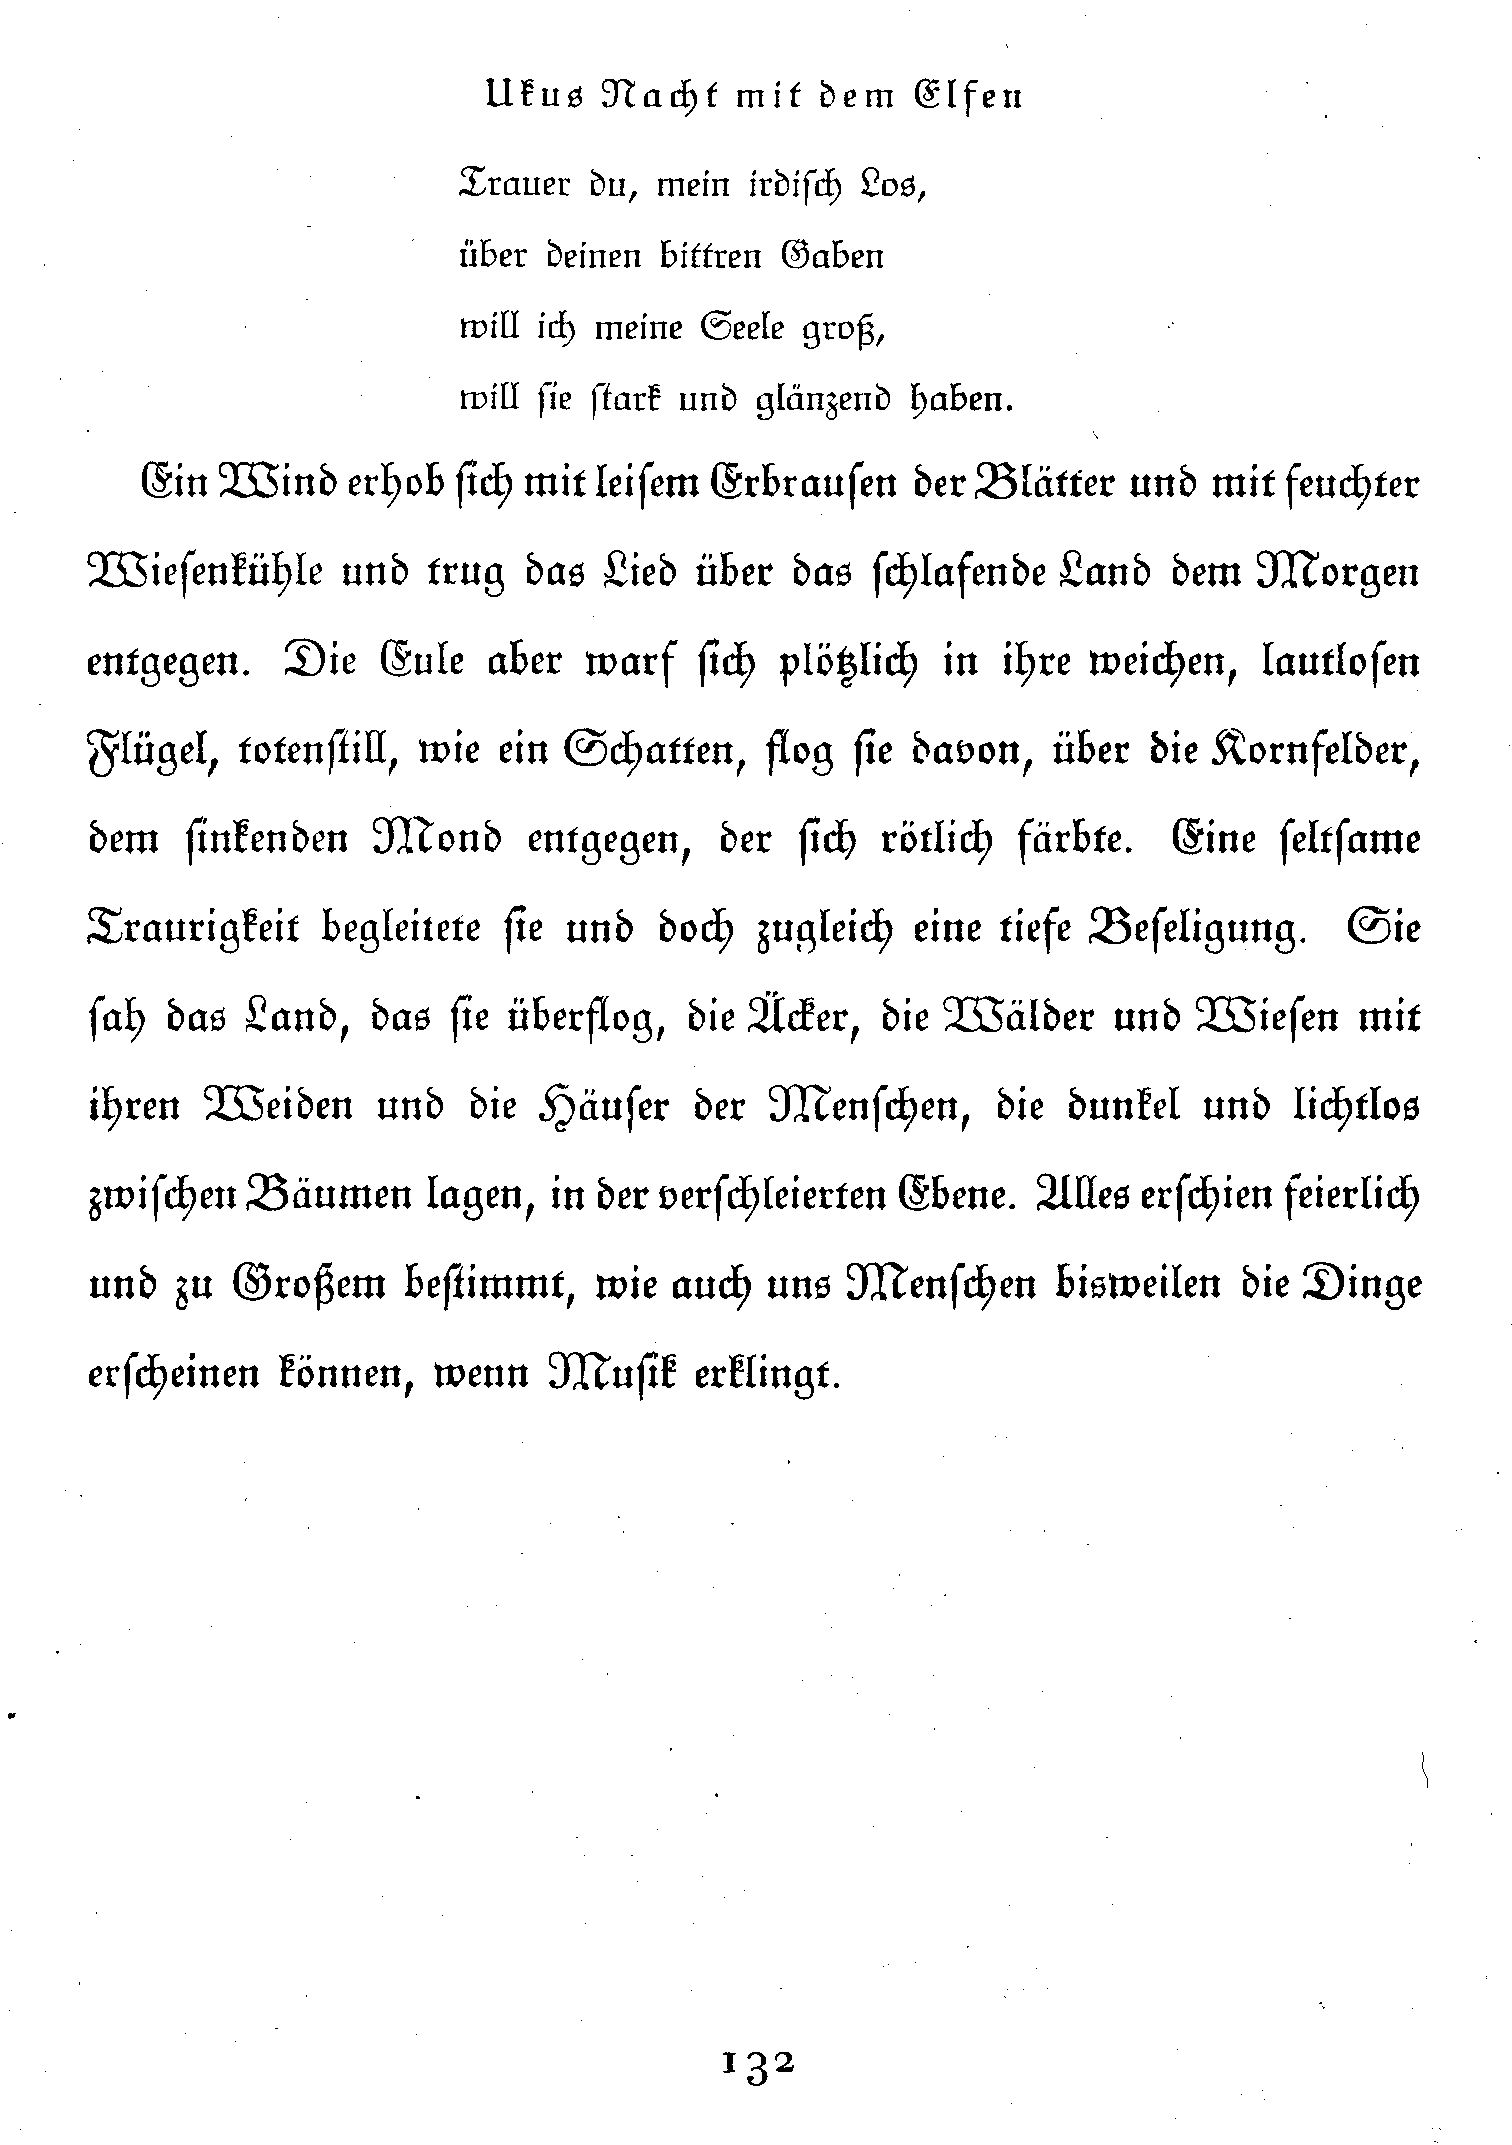 Ukus Nacht mit dem Elfen
Trauer du, mein irdiſch Los,
über deinen bittren Gaben
will ich meine Seele groß,
will ſie ſtark und glänzend haben.
Ein Wind erhob ſich mit leiſem Erbrauſen der Blätter und mit feuchter
Wieſenkühle und trug das Lied über das ſchlafende Land dem Morgen
entgegen. Die Eule aber warf ſich plötzlich in ihre weichen, lautloſen
Flügel, totenſtill, wie ein Schatten, flog ſie davon, über die Kornfelder,
dem ſinkenden Mond entgegen, der ſich rötlich färbte. Eine ſeltſame
Traurigkeit begleitete ſie und doch zugleich eine tiefe Beſeligung. Sie
ſah das Land, das ſie überflog, die Äcker, die Wälder und Wieſen mit
ihren Weiden und die Häuſer der Menſchen, die dunkel und lichtlos
zwiſchen Bäumen lagen, in der verſchleierten Ebene. Alles erſchien feierlich
und zu Großem beſtimmt, wie auch uns Menſchen bisweilen die Dinge
erſcheinen können, wenn Muſik erklingt.
132